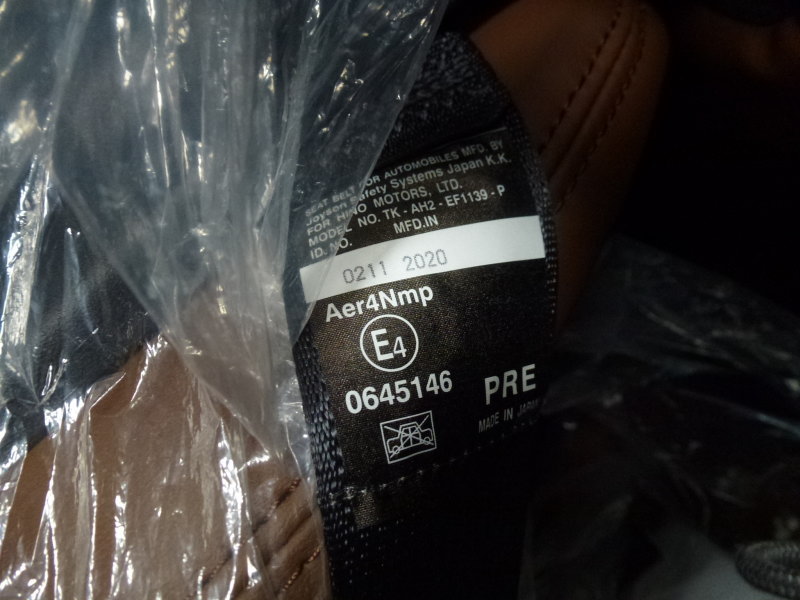 SEAT BELT FOR AUTOMOBILES MFD. BY
Joyson Safety Systems Japan K.K.
FOR HINO MOTORS, LTD.
MODEL NO. TK - AH2 - EF1139 - P
ID. NO. MFD.IN
0211 2020
Aer4Nmp
E4
0645146
PRE
MADE IN JAPAN